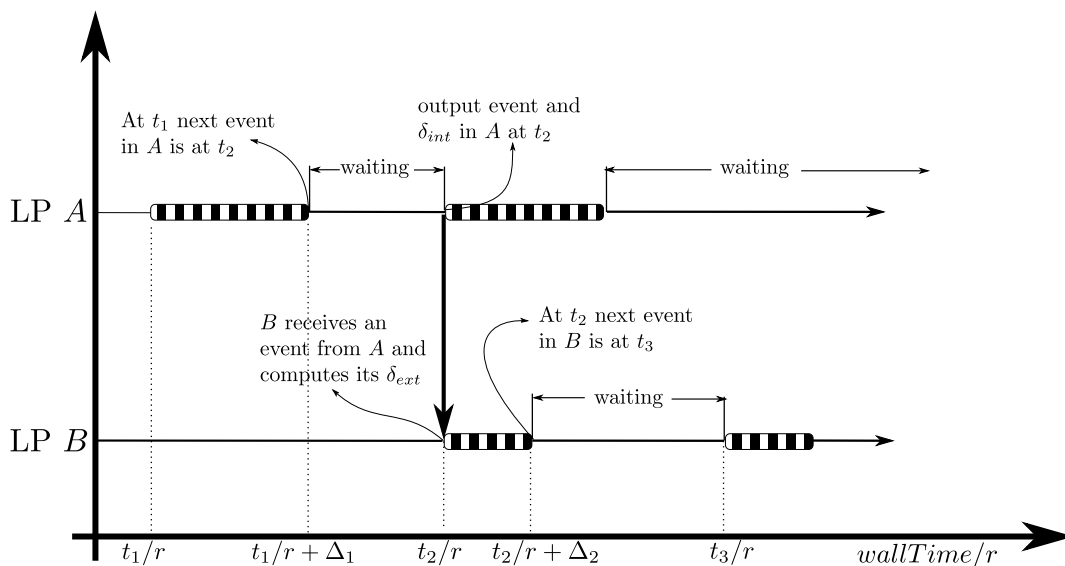 output event and
δ_int in A at t₂
At t₁ next event
in A is at t₂
waiting
waiting
LP A
B receives an
event from A and
computes its δ_ext
At t₂ next event
in B is at t₃
waiting
LP B
t₁/r
t₁/r + Δ₁
t₂/r
t₂/r + Δ₂
t₃/r
wallTime/r